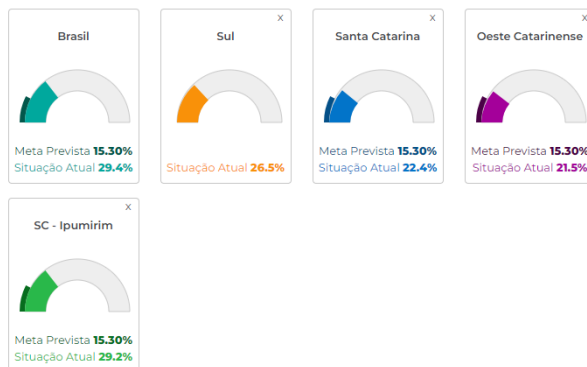 x
x
x
Brasil
Sul
Santa Catarina
Oeste Catarinense
Meta Prevista 15.30%
Situação Atual 29.4%
Situação Atual 26.5%
Meta Prevista 15.30%
Situação Atual 22.4%
Meta Prevista 15.30%
Situação Atual 21.5%
x
SC - Ipumirim
Meta Prevista 15.30%
Situação Atual 29.2%